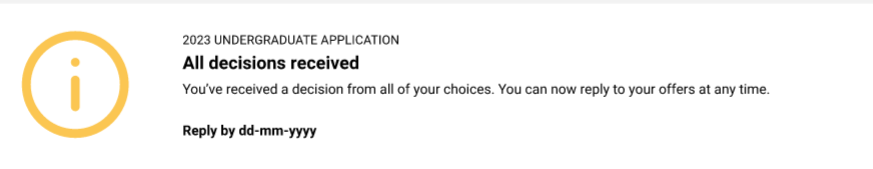 2023 UNDERGRADUATE APPLICATION
All decisions received
You've received a decision from all of your choices. You can now reply to your offers at any time.
Reply by dd-mm-yyyy